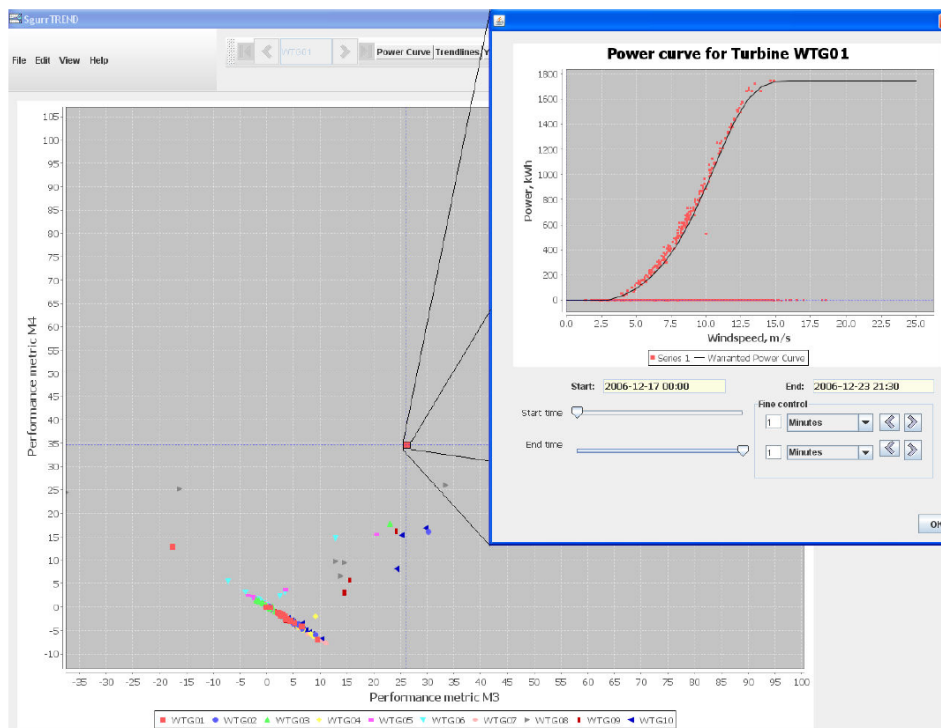 SgurrTREND
File Edit View Help
WTG01
Power Curve Trendlines Y
Power curve for Turbine WTG01
1800
1600
1400
1200
1000
800
600
400
200
0
Power, kWh
0.0 2.5 5.0 7.5 10.0 12.5 15.0 17.5 20.0 22.5 25.0
Windspeed, m/s
Series 1 Warranted Power Curve
Start: 2006-12-17 00:00 End: 2006-12-23 21:30
Start time
End time
Fine control
1 Minutes
1 Minutes
OK
105
100
95
90
85
80
75
70
65
60
55
50
45
40
35
30
25
20
15
10
5
0
-5
-10
Performance metric M4
-35 -30 -25 -20 -15 -10 -5 0 5 10 15 20 25 30 35 40 45 50 55 60 65 70 75 80 85 90 95 100
Performance metric M3
WTG01 WTG02 WTG03 WTG04 WTG05 WTG06 WTG07 WTG08 WTG09 WTG10